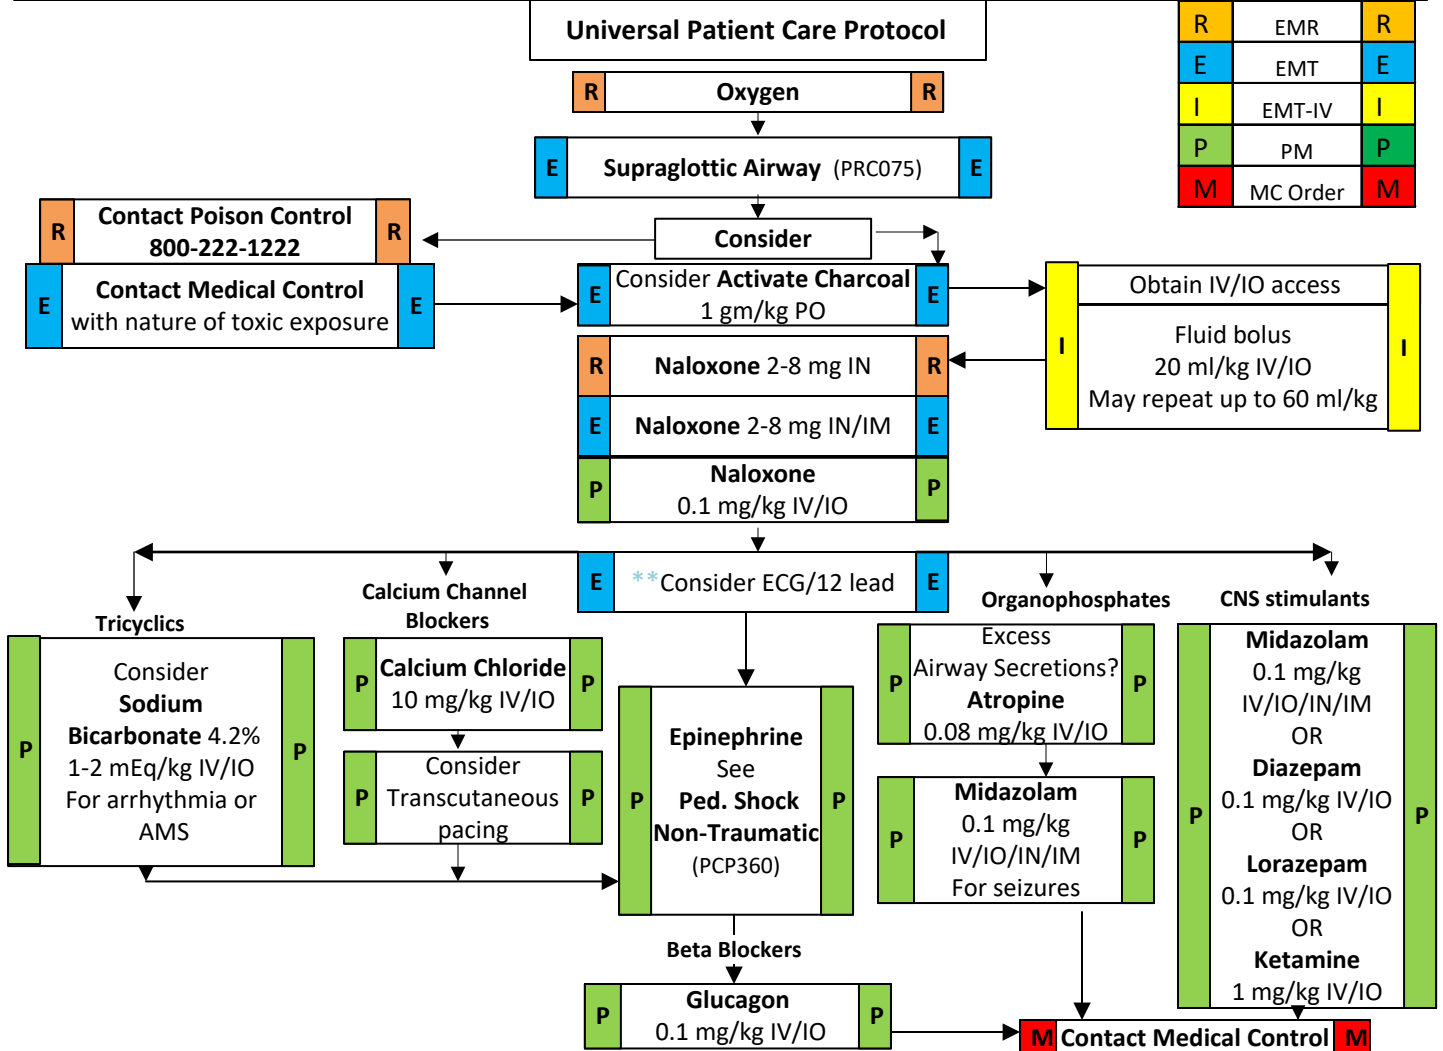 Universal Patient Care Protocol
R EMR R
E EMT E
I EMT-IV I
P PM P
M MC Order M
R Oxygen R
E Supraglottic Airway (PRC075) E
Consider
R Contact Poison Control R
800-222-1222
E Contact Medical Control E
with nature of toxic exposure
E Consider Activate Charcoal E
1 gm/kg PO
I Obtain IV/IO access I
Fluid bolus
20 ml/kg IV/IO
May repeat up to 60 ml/kg
R Naloxone 2-8 mg IN R
E Naloxone 2-8 mg IN/IM E
P Naloxone P
0.1 mg/kg IV/IO
E **Consider ECG/12 lead E
Tricyclics
P Consider P
Sodium
Bicarbonate 4.2%
1-2 mEq/kg IV/IO
For arrhythmia or
AMS
Calcium Channel
Blockers
P Calcium Chloride P
10 mg/kg IV/IO
P Consider P
Transcutaneous
pacing
P Epinephrine P
See
Ped. Shock
Non-Traumatic
(PCP360)
Beta Blockers
P Glucagon P
0.1 mg/kg IV/IO
Organophosphates
P Excess P
Airway Secretions?
Atropine
0.08 mg/kg IV/IO
P Midazolam P
0.1 mg/kg
IV/IO/IN/IM
For seizures
CNS stimulants
P Midazolam P
0.1 mg/kg
IV/IO/IN/IM
OR
Diazepam
0.1 mg/kg IV/IO
OR
Lorazepam
0.1 mg/kg IV/IO
OR
Ketamine
1 mg/kg IV/IO
M Contact Medical Control M